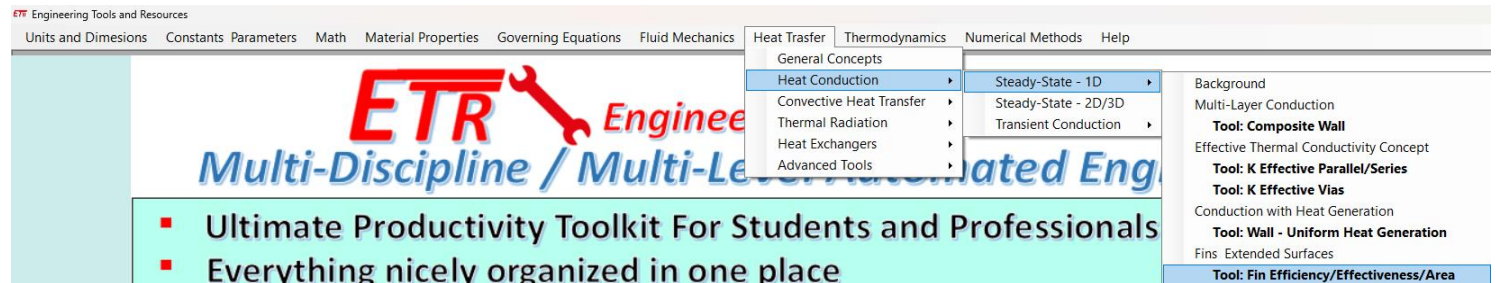 ETR Engineering Tools and Resources
Units and Dimesions Constants Parameters Math Material Properties Governing Equations Fluid Mechanics Heat Trasfer Thermodynamics Numerical Methods Help
General Concepts
Heat Conduction
Convective Heat Transfer
Thermal Radiation
Heat Exchangers
Advanced Tools
Steady-State - 1D
Steady-State - 2D/3D
Transient Conduction
Background
Multi-Layer Conduction
Tool: Composite Wall
Effective Thermal Conductivity Concept
Tool: K Effective Parallel/Series
Tool: K Effective Vias
Conduction with Heat Generation
Tool: Wall - Uniform Heat Generation
Fins Extended Surfaces
Tool: Fin Efficiency/Effectiveness/Area
ETR Enginee
Multi-Discipline / Multi-Le
Ultimate Productivity Toolkit For Students and Professionals
Everything nicely organized in one place